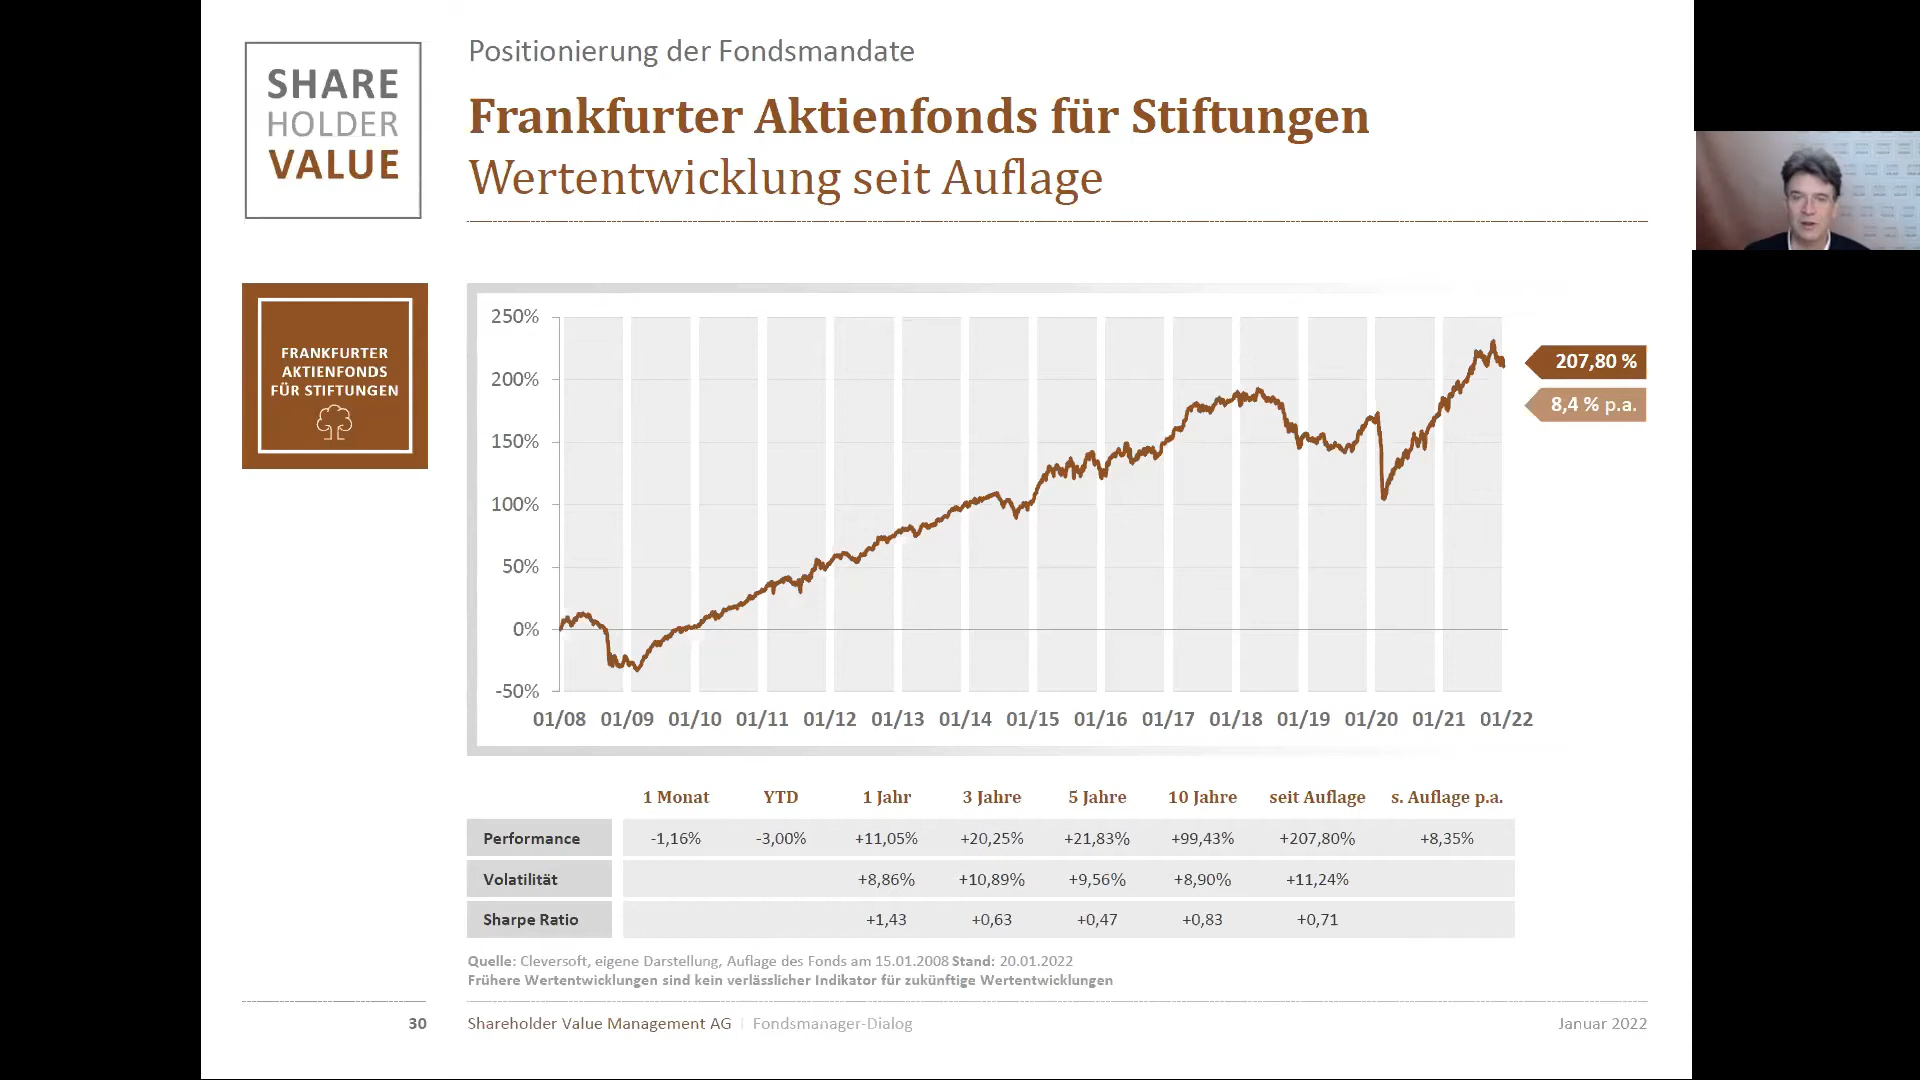 SHARE
HOLDER
VALUE
Positionierung der Fondsmandate
Frankfurter Aktienfonds für Stiftungen
Wertentwicklung seit Auflage
FRANKFURTER
AKTIENFONDS
FÜR STIFTUNGEN
250%
200%
150%
100%
50%
0%
-50%
01/08 01/09 01/10 01/11 01/12 01/13 01/14 01/15 01/16 01/17 01/18 01/19 01/20 01/21 01/22
207,80 %
8,4 % p.a.
1 Monat YTD 1 Jahr 3 Jahre 5 Jahre 10 Jahre seit Auflage s. Auflage p.a.
Performance -1,16% -3,00% +11,05% +20,25% +21,83% +99,43% +207,80% +8,35%
Volatilität +8,86% +10,89% +9,56% +8,90% +11,24%
Sharpe Ratio +1,43 +0,63 +0,47 +0,83 +0,71
Quelle: Cleversoft, eigene Darstellung, Auflage des Fonds am 15.01.2008 Stand: 20.01.2022
Frühere Wertentwicklungen sind kein verlässlicher Indikator für zukünftige Wertentwicklungen
30 Shareholder Value Management AG | Fondsmanager-Dialog Januar 2022